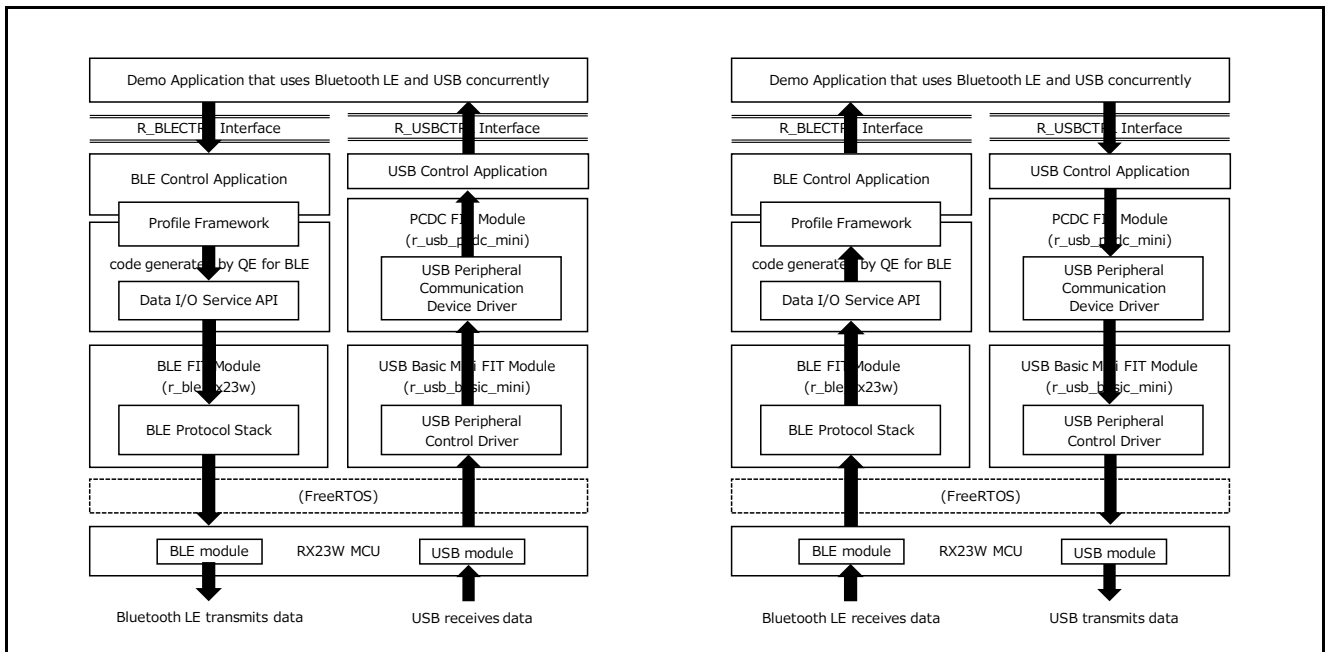 Demo Application that uses Bluetooth LE and USB concurrently
R_BLECTRL Interface
R_USBCTRL Interface
BLE Control Application
USB Control Application
Profile Framework
PCDC FIT Module
(r_usb_pcdc_mini)
code generated by QE for BLE
USB Peripheral
Communication
Device Driver
Data I/O Service API
BLE FIT Module
(r_ble_rx23w)
USB Basic Mini FIT Module
(r_usb_basic_mini)
BLE Protocol Stack
USB Peripheral
Control Driver
(FreeRTOS)
BLE module
RX23W MCU
USB module
Bluetooth LE transmits data
USB receives data
Demo Application that uses Bluetooth LE and USB concurrently
R_BLECTRL Interface
R_USBCTRL Interface
BLE Control Application
USB Control Application
Profile Framework
PCDC FIT Module
(r_usb_pcdc_mini)
code generated by QE for BLE
USB Peripheral
Communication
Device Driver
Data I/O Service API
BLE FIT Module
(r_ble_rx23w)
USB Basic Mini FIT Module
(r_usb_basic_mini)
BLE Protocol Stack
USB Peripheral
Control Driver
(FreeRTOS)
BLE module
RX23W MCU
USB module
Bluetooth LE receives data
USB transmits data